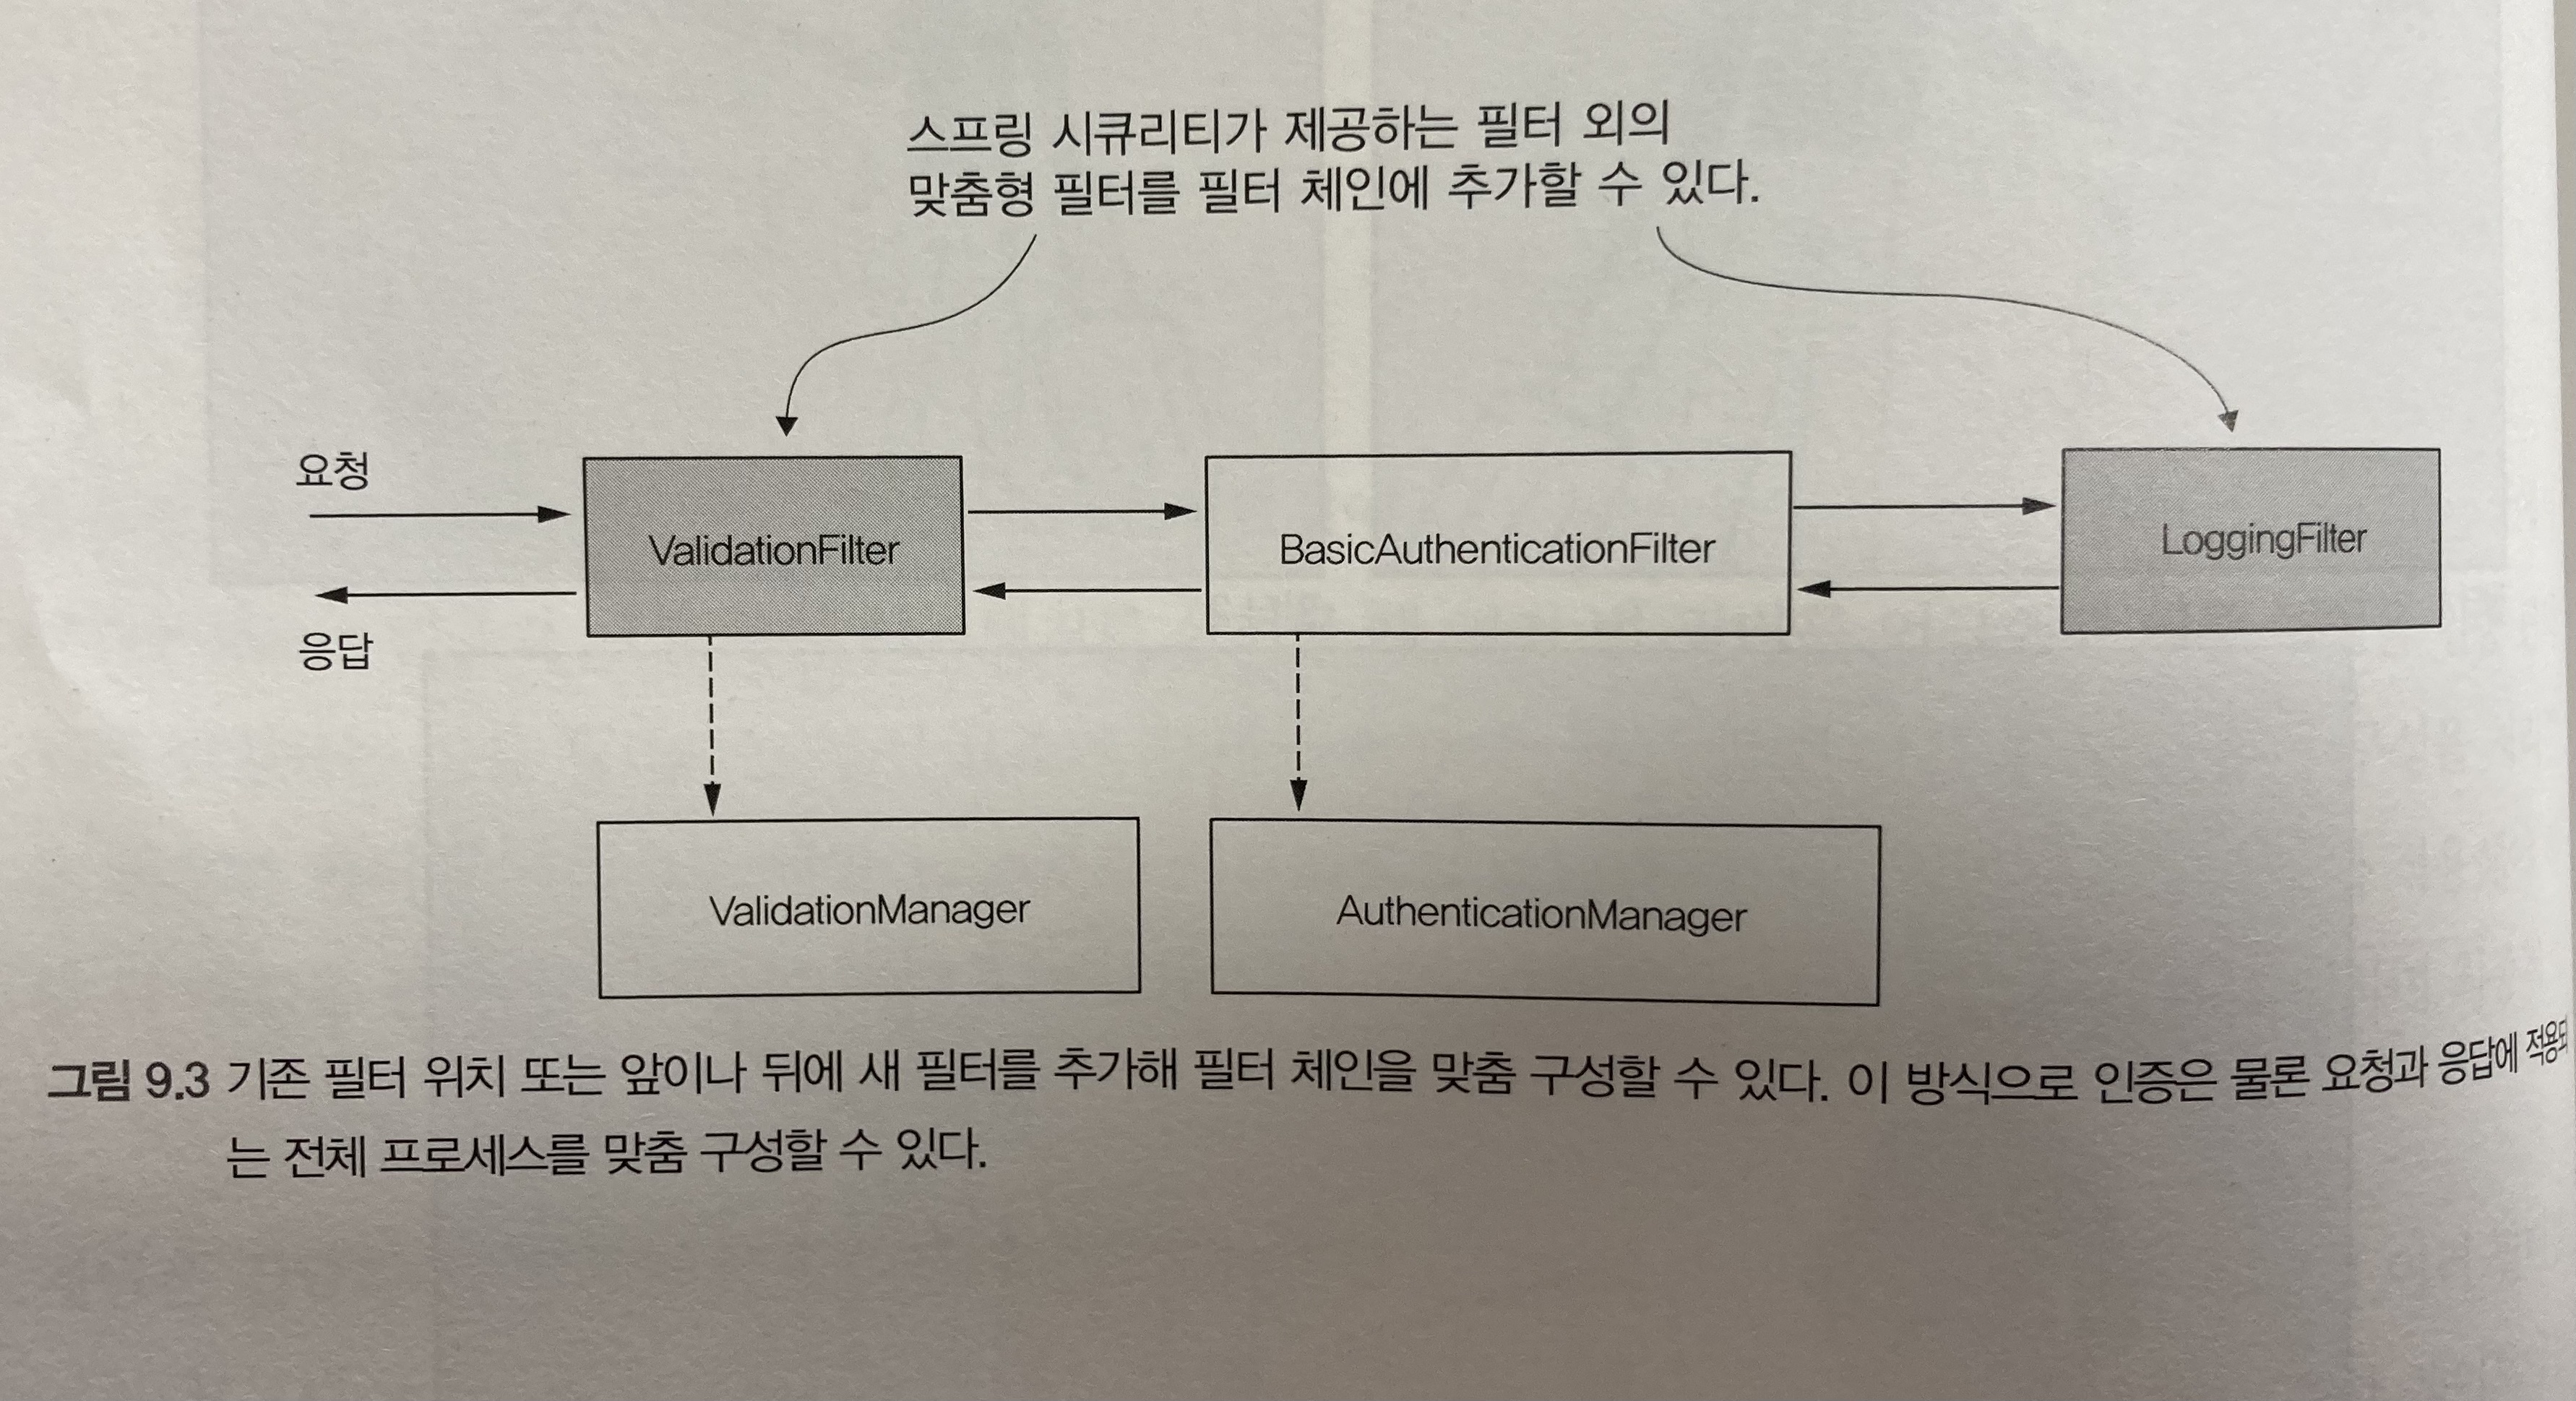 스프링 시큐리티가 제공하는 필터 외의
맞춤형 필터를 필터 체인에 추가할 수 있다.
요청
ValidationFilter
BasicAuthenticationFilter
LoggingFilter
응답
ValidationManager
AuthenticationManager
그림 9.3 기존 필터 위치 또는 앞이나 뒤에 새 필터를 추가해 필터 체인을 맞춤 구성할 수 있다. 이 방식으로 인증은 물론 요청과 응답에 적용되
는 전체 프로세스를 맞춤 구성할 수 있다.